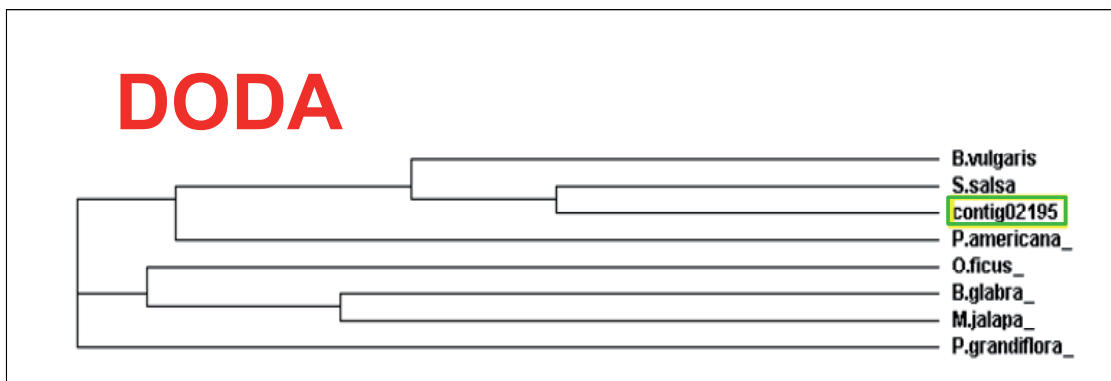 DODA
B.vulgaris
S.salsa
contig02195
P.americana_
O.ficus_
B.glabra_
M.jalapa_
P.grandiflora_